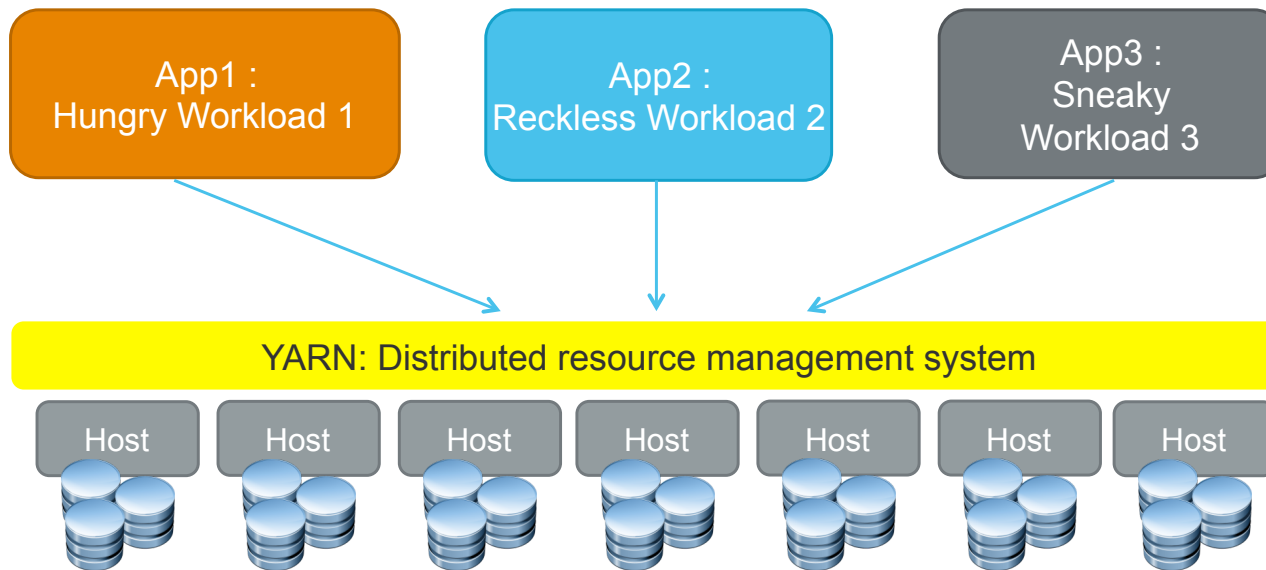 App1 :
Hungry Workload 1
App2 :
Reckless Workload 2
App3 :
Sneaky
Workload 3
YARN: Distributed resource management system
Host
Host
Host
Host
Host
Host
Host